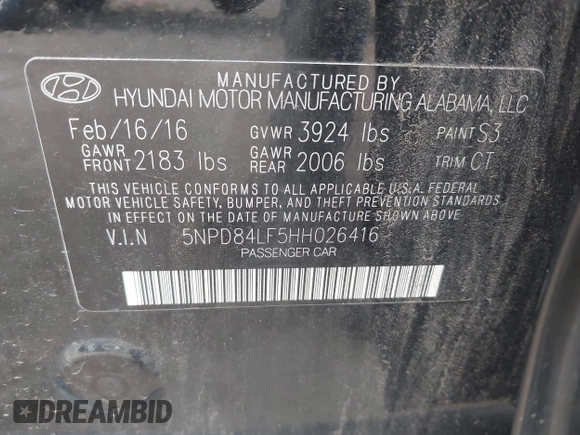 MANUFACTURED BY
HYUNDAI MOTOR MANUFACTURING ALABAMA, LLC
Feb/16/16 GVWR 3924 lbs PAINT S3
GAWR FRONT 2183 lbs GAWR REAR 2006 lbs TRIM CT
THIS VEHICLE CONFORMS TO ALL APPLICABLE U.S.A. FEDERAL
MOTOR VEHICLE SAFETY, BUMPER, AND THEFT PREVENTION STANDARDS
IN EFFECT ON THE DATE OF MANUFACTURE SHOWN ABOVE.
V.I.N 5NPD84LF5HH026416
PASSENGER CAR
DREAMBID